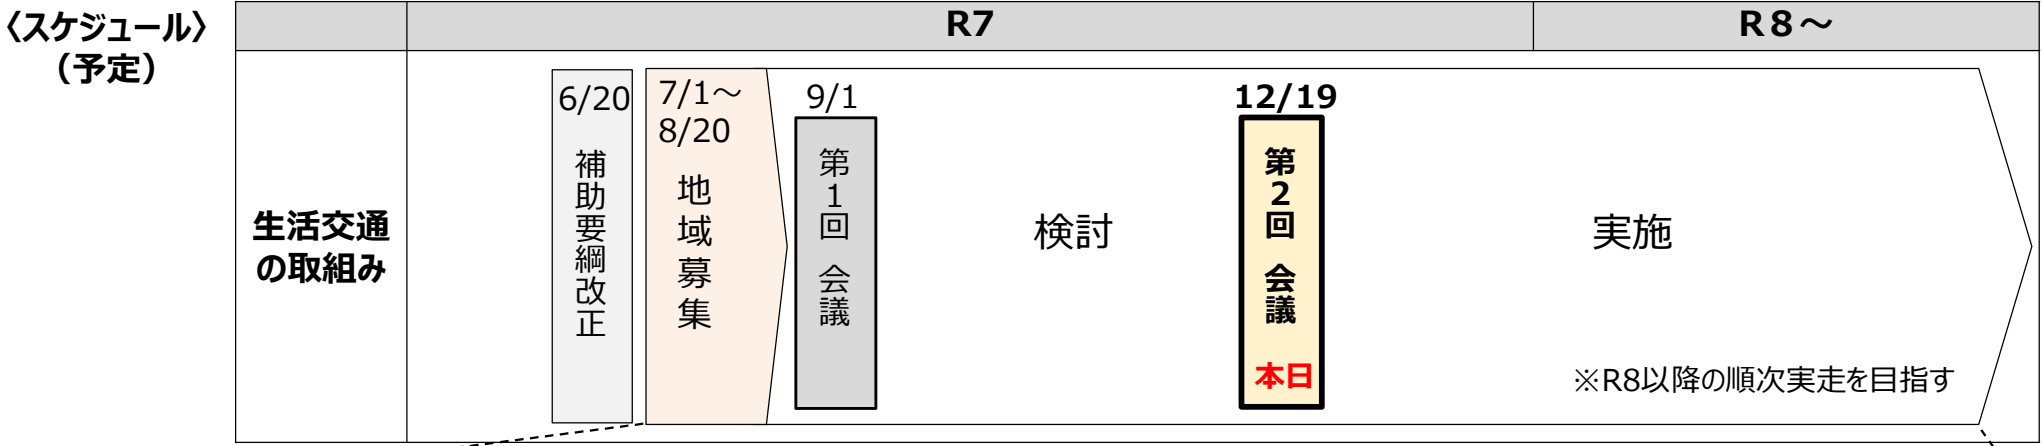 〈スケジュール〉
（予定）
R7
R８～
生活交通
の取組み
6/20
補助要綱改正
7/1～
8/20
地域募集
9/1
第１回 会議
検討
12/19
第２回 会議
本日
実施
※R8以降の順次実走を目指す